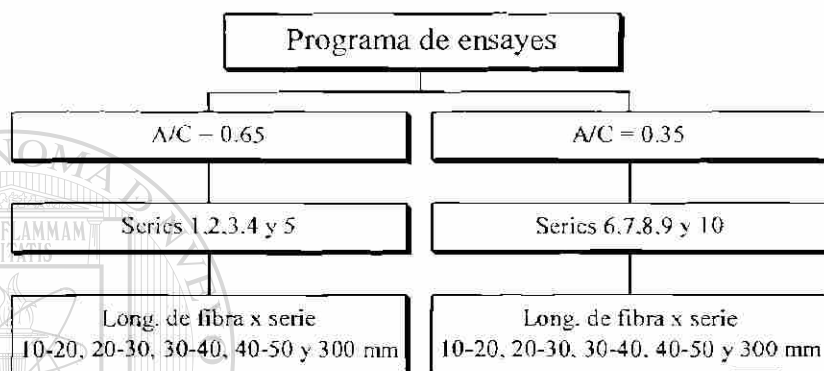 Programa de ensayes
A/C = 0.65
A/C = 0.35
Series 1,2,3,4 y 5
Series 6,7,8,9 y 10
Long. de fibra x serie
10-20, 20-30, 30-40, 40-50 y 300 mm
Long. de fibra x serie
10-20, 20-30, 30-40, 40-50 y 300 mm
FLAMMAM